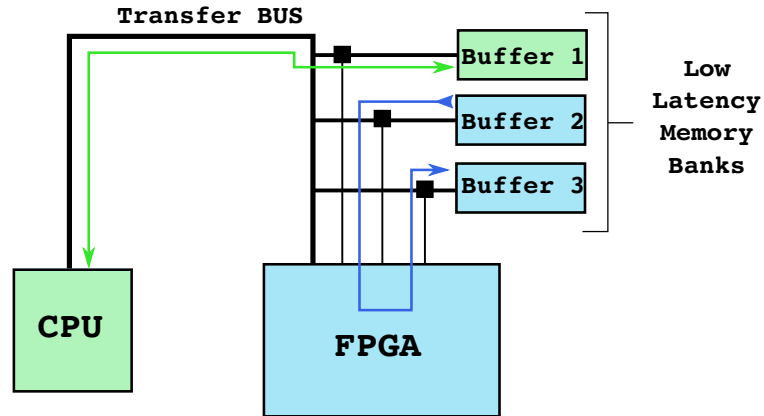 Transfer BUS
Buffer 1
Buffer 2
Buffer 3
Low
Latency
Memory
Banks
CPU
FPGA